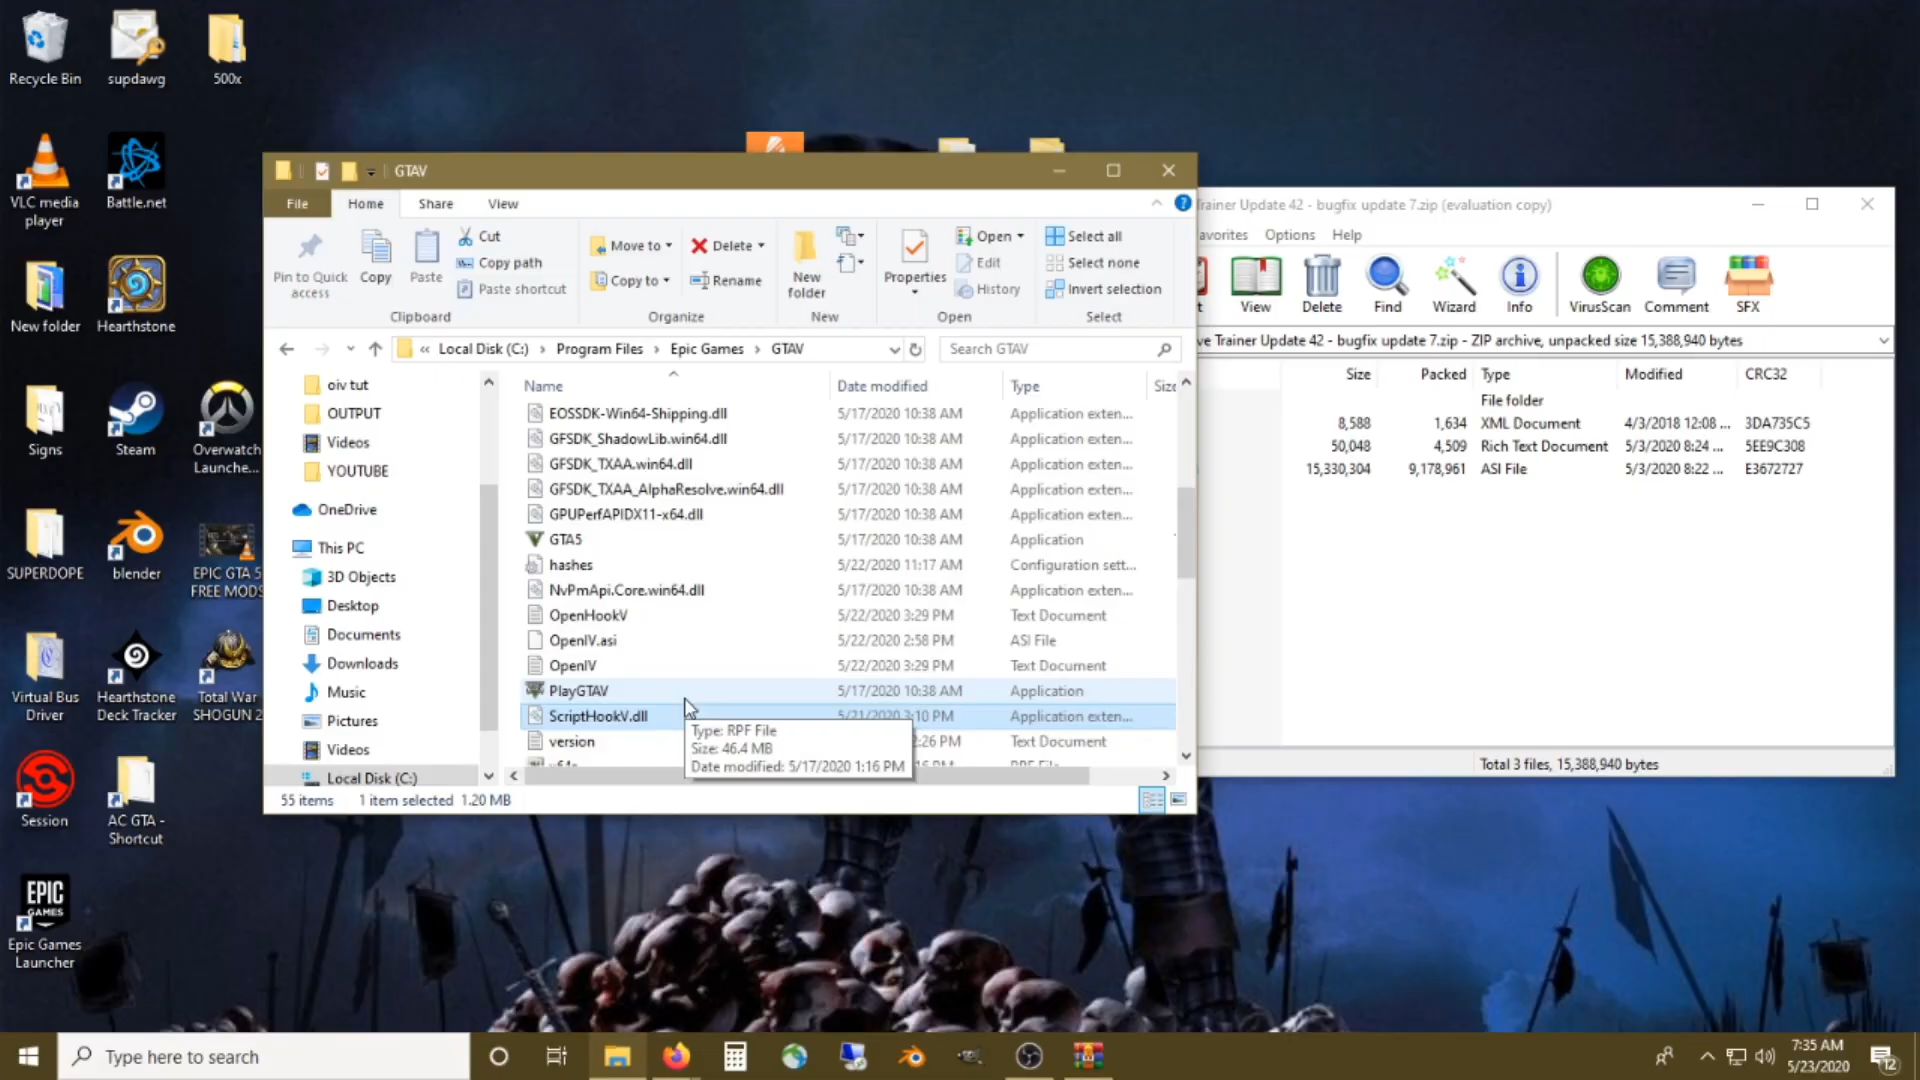 Recycle Bin
supdawg
500x
VLC media
player
Battle.net
New folder
Hearthstone
Signs
Steam
Overwatch
Launche...
SUPERDOPE
blender
EPIC GTA 5
FREE MODS
Virtual Bus
Driver
Hearthstone
Deck Tracker
Total War
SHOGUN 2
Session
AC GTA -
Shortcut
EPIC
GAMES
Epic Games
Launcher
GTAV
File
Home
Share
View
Pin to Quick
access
Copy
Paste
Cut
Copy path
Paste shortcut
Clipboard
Move to
Copy to
Delete
Rename
Organize
New
folder
New
Properties
Open
Edit
History
Open
Select all
Select none
Invert selection
Select
« Local Disk (C:) › Program Files › Epic Games › GTAV
Search GTAV
oiv tut
OUTPUT
Videos
YOUTUBE
OneDrive
This PC
3D Objects
Desktop
Documents
Downloads
Music
Pictures
Videos
Local Disk (C:)
Name Date modified Type Size
EOSSDK-Win64-Shipping.dll 5/17/2020 10:38 AM Application exten...
GFSDK_ShadowLib.win64.dll 5/17/2020 10:38 AM Application exten...
GFSDK_TXAA.win64.dll 5/17/2020 10:38 AM Application exten...
GFSDK_TXAA_AlphaResolve.win64.dll 5/17/2020 10:38 AM Application exten...
GPUPerfAPIDX11-x64.dll 5/17/2020 10:38 AM Application exten...
GTA5 5/17/2020 10:38 AM Application
hashes 5/22/2020 11:17 AM Configuration sett...
NvPmApi.Core.win64.dll 5/17/2020 10:38 AM Application exten...
OpenHookV 5/22/2020 3:29 PM Text Document
OpenIV.asi 5/22/2020 2:58 PM ASI File
OpenIV 5/22/2020 3:29 PM Text Document
PlayGTAV 5/17/2020 10:38 AM Application
ScriptHookV.dll 5/21/2020 3:10 PM Application exten...
version 2:26 PM Text Document
Type: RPF File
Size: 46.4 MB
Date modified: 5/17/2020 1:16 PM
55 items 1 item selected 1.20 MB
rainer Update 42 - bugfix update 7.zip (evaluation copy)
avorites Options Help
View
Delete
Find
Wizard
Info
VirusScan
Comment
SFX
ve Trainer Update 42 - bugfix update 7.zip - ZIP archive, unpacked size 15,388,940 bytes
Size Packed Type Modified CRC32
File folder
8,588 1,634 XML Document 4/3/2018 12:08 ... 3DA735C5
50,048 4,509 Rich Text Document 5/3/2020 8:24 ... 5EE9C308
15,330,304 9,178,961 ASI File 5/3/2020 8:22 ... E3672727
Total 3 files, 15,388,940 bytes
Type here to search
7:35 AM
5/23/2020
12